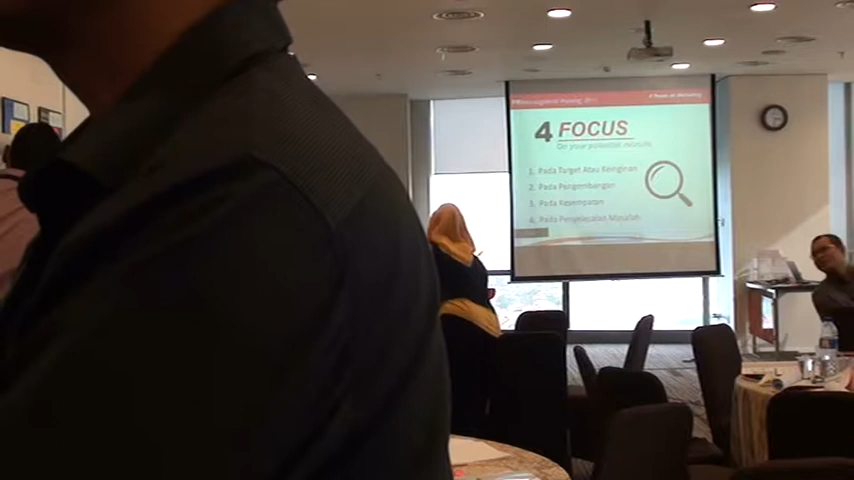 4 FOCUS
On your potential recruits
1. Pada Target Atau Keinginan
2. Pada Pengembangan
3. Pada Kesempatan
4. Pada Penyelesaian Masalah